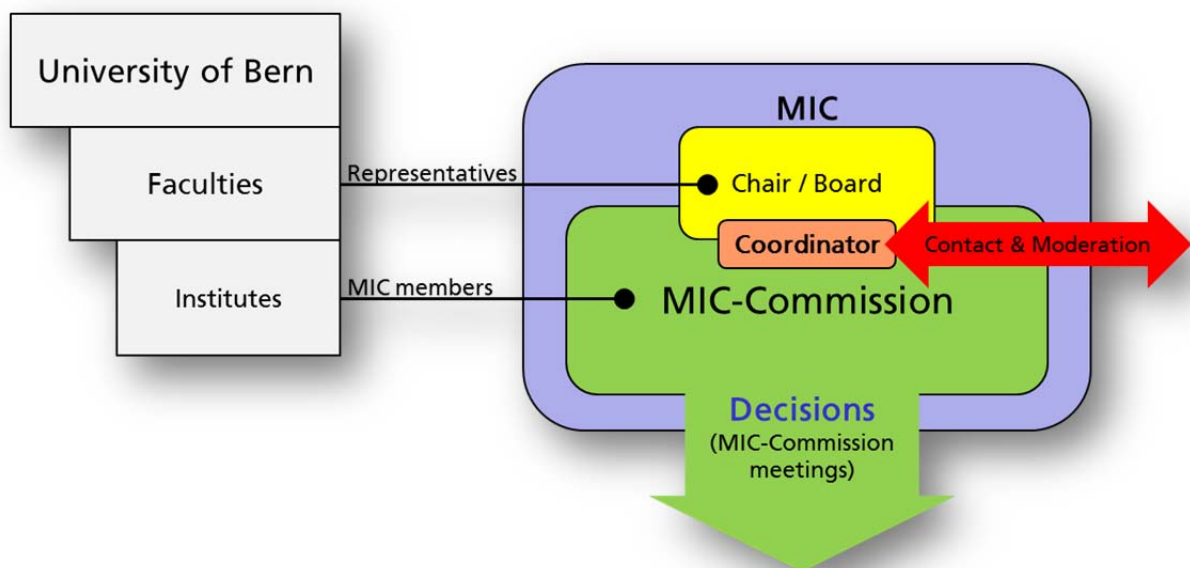 University of Bern
Faculties
Institutes
Representatives
MIC members
MIC
Chair / Board
Coordinator
Contact & Moderation
MIC-Commission
Decisions
(MIC-Commission
meetings)